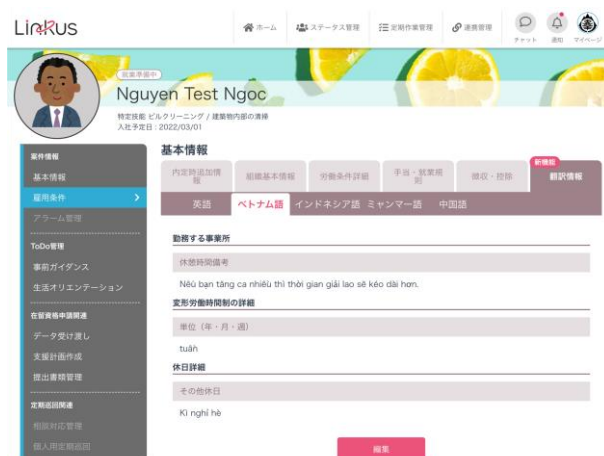 LinkUS
ホーム
ステータス管理
定期作業管理
連携管理
チャット
通知
マイページ
就業準備中
Nguyen Test Ngoc
特定技能 ビルクリーニング / 建築物内部の清掃
入社予定日：2022/03/01
案件情報
基本情報
雇用条件
アラーム管理
ToDo管理
事前ガイダンス
生活オリエンテーション
在留資格申請関連
データ受け渡し
支援計画作成
提出書類管理
定期巡回関連
相談対応管理
個人用定期巡回
基本情報
内定時追加情報
組織基本情報
労働条件詳細
手当・就業規則
徴収・控除
新機能
翻訳情報
英語 ベトナム語 インドネシア語 ミャンマー語 中国語
勤務する事業所
休憩時間備考
Nếu bạn tăng ca nhiều thì thời gian giải lao sẽ kéo dài hơn.
変形労働時間制の詳細
単位（年・月・週）
tuần
休日詳細
その他休日
Kì nghỉ hè
編集